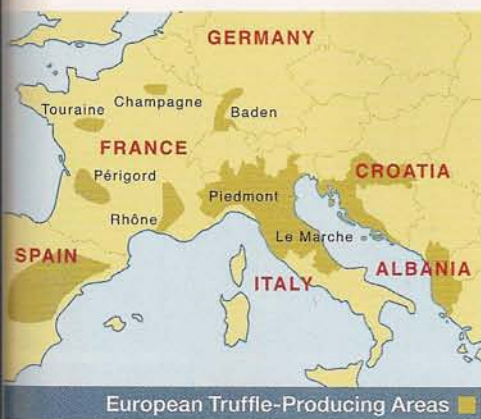 GERMANY
Champagne
Touraine
Baden
FRANCE
CROATIA
Périgord
Piedmont
Rhône
Le Marche
SPAIN
ALBANIA
ITALY
European Truffle-Producing Areas